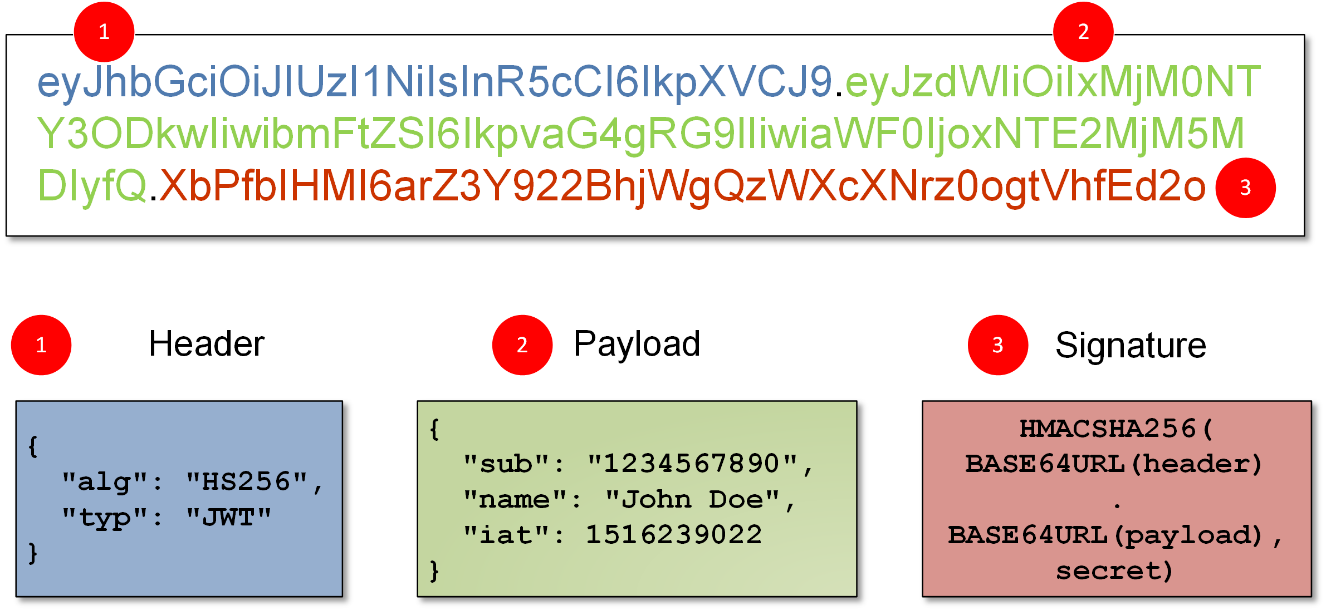 1
2
eyJhbGciOiJIUzI1NiIsInR5cCI6IkpXVCJ9.eyJzdWIiOiIxMjM0NT
Y3ODkwIiwibmFtZSI6IkpvaG4gRG9lIiwiaWF0IjoxNTE2MjM5M
DIyfQ.XbPfbIHMI6arZ3Y922BhjWgQzWXcXNrz0ogtVhfEd2o
3
1 Header
{
"alg": "HS256",
"typ": "JWT"
}
2 Payload
{
"sub": "1234567890",
"name": "John Doe",
"iat": 1516239022
}
3 Signature
HMACSHA256(
BASE64URL(header)
.
BASE64URL(payload),
secret)